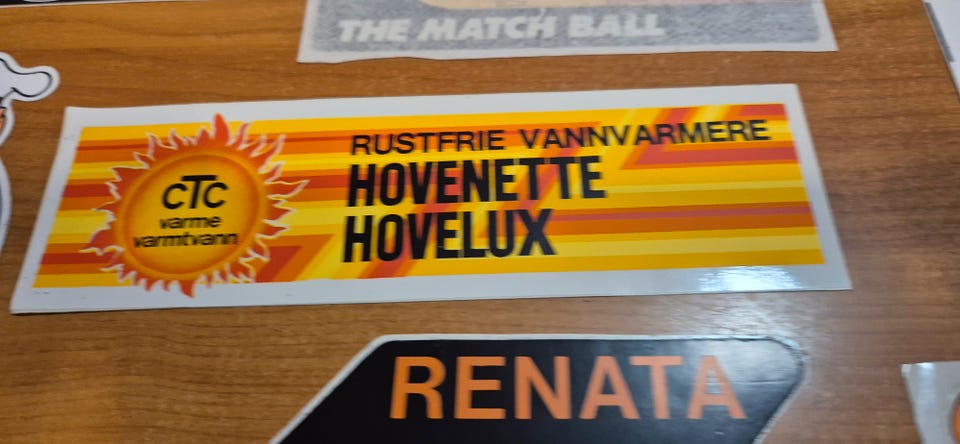 THE MATCH BALL
cTc
varme
varmtvann
RUSTFRIE VANNVARMERE
HOVENETTE
HOVELUX
RENATA